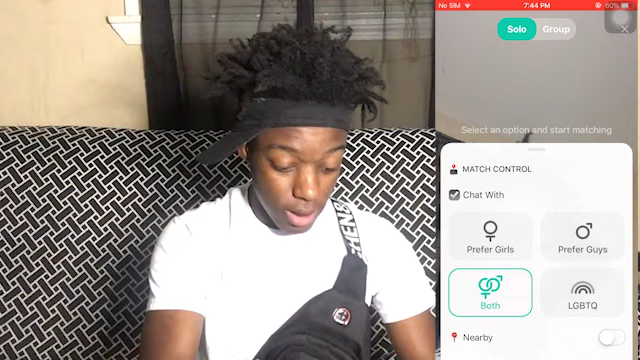 No SIM 7:44 PM 60%
Solo Group
Select an option and start matching
MATCH CONTROL
Chat With
Prefer Girls Prefer Guys
Both LGBTQ
Nearby